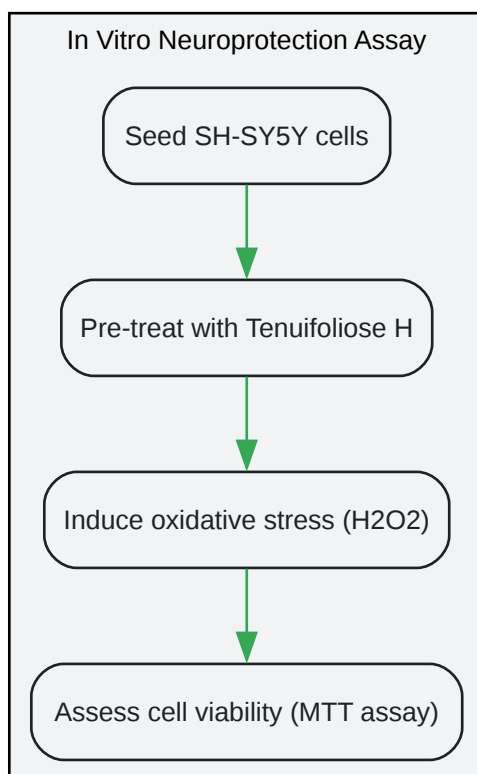 In Vitro Neuroprotection Assay
Seed SH-SY5Y cells
Pre-treat with Tenuifoliose H
Induce oxidative stress (H2O2)
Assess cell viability (MTT assay)